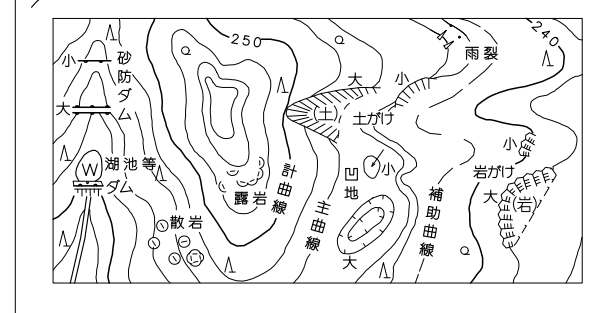 250
240
小
砂防ダム
大
W
湖池等
ダム
露岩
散岩
計曲線
主曲線
大
(土)
土がけ
小
凹地
小
大
補助曲線
雨裂
小
岩がけ
大
(岩)